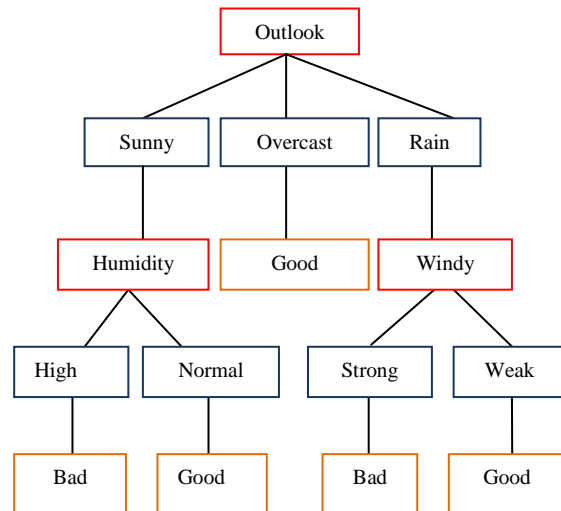 Outlook
Sunny Overcast Rain
Humidity Good Windy
High Normal Strong Weak
Bad Good Bad Good